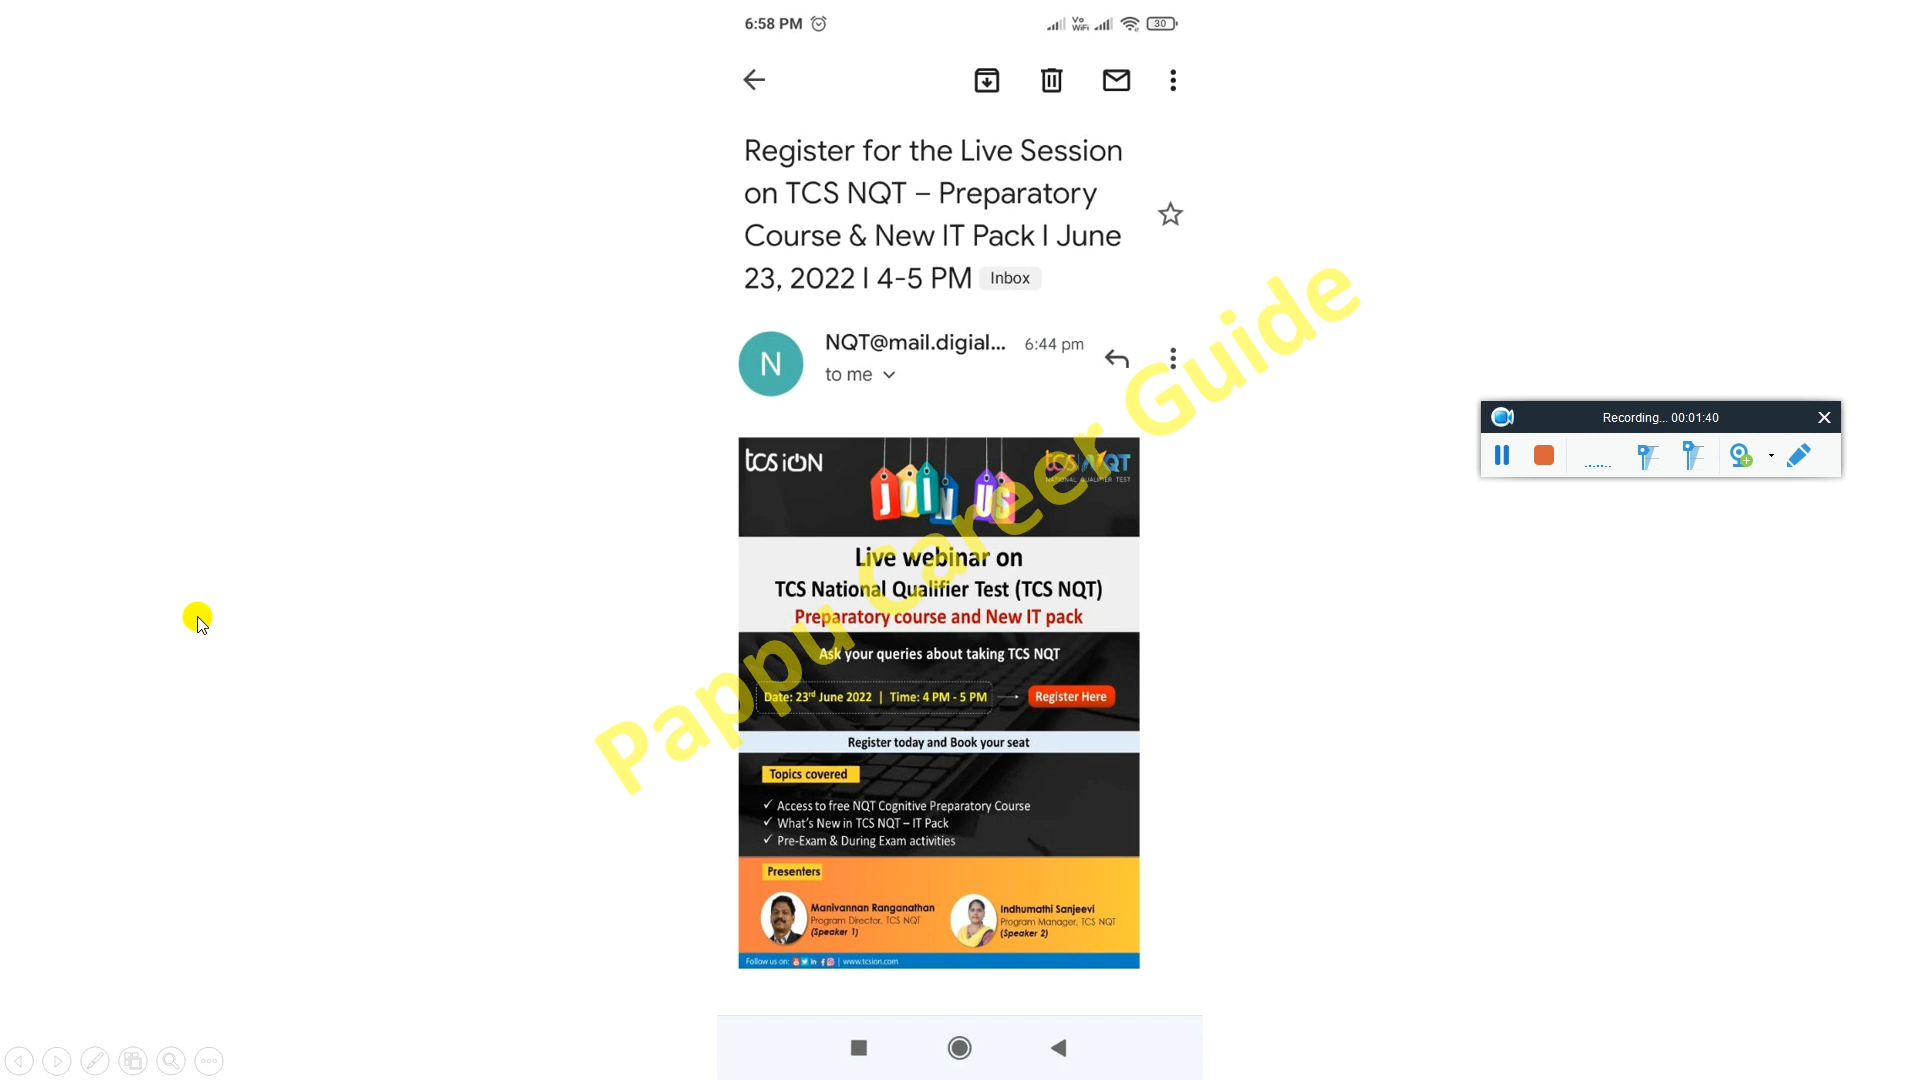 6:58 PM
Vo
WiFi
30
Register for the Live Session
on TCS NQT – Preparatory
Course & New IT Pack I June
23, 2022 I 4-5 PM Inbox
N
NQT@mail.digial... 6:44 pm
to me
Recording... 00:01:40
tcs iON
JOIN US
tcs NQT
NATIONAL QUALIFIER TEST
Live webinar on
TCS National Qualifier Test (TCS NQT)
Preparatory course and New IT pack
Ask your queries about taking TCS NQT
Date: 23rd June 2022 | Time: 4 PM - 5 PM
Register Here
Register today and Book your seat
Topics covered
✓ Access to free NQT Cognitive Preparatory Course
✓ What's New in TCS NQT – IT Pack
✓ Pre-Exam & During Exam activities
Presenters
Manivannan Ranganathan
Program Director, TCS NQT
(Speaker 1)
Indhumathi Sanjeevi
Program Manager, TCS NQT
(Speaker 2)
Follow us on: | www.tcsion.com
Pappu Career Guide